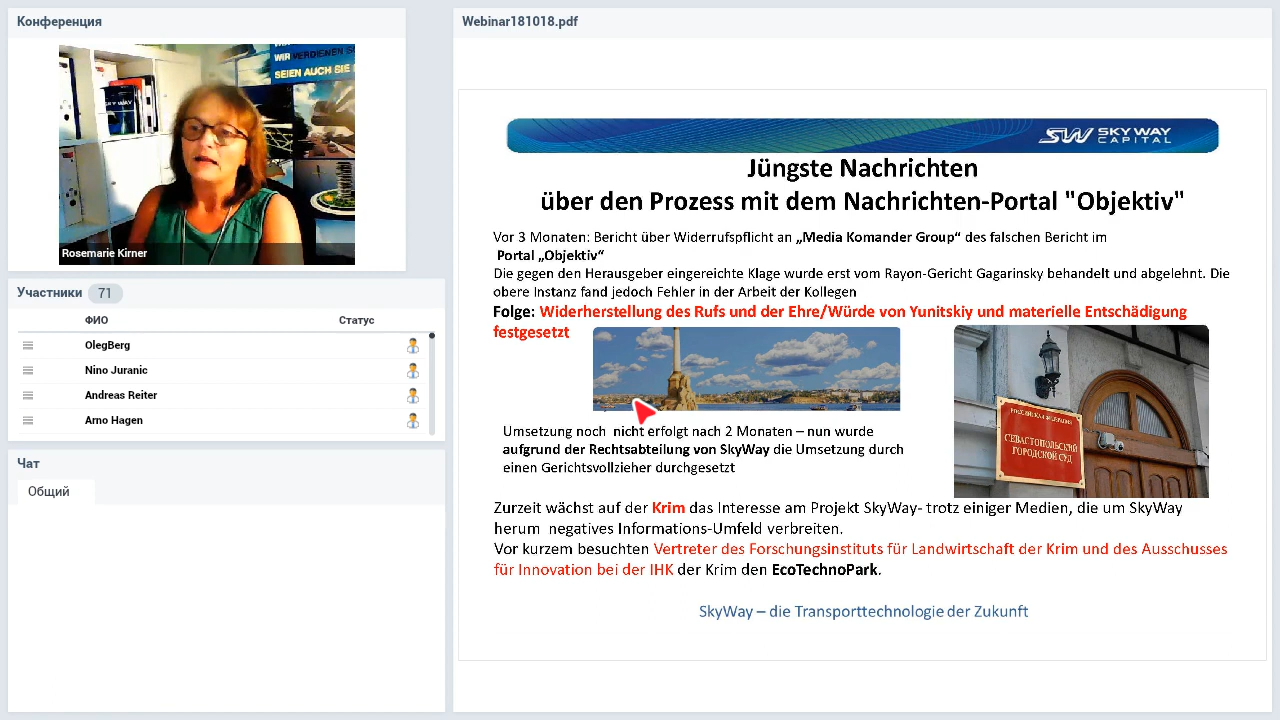 Конференция
WIR VERDIENEN
SEIEN AUCH SIE
SKY WAY
Rosemarie Kirner
Участники 71
ФИО Статус
OlegBerg
Nino Juranic
Andreas Reiter
Arno Hagen
Чат
Общий
Webinar181018.pdf
SW SKY WAY
CAPITAL
Jüngste Nachrichten
über den Prozess mit dem Nachrichten-Portal "Objektiv"
Vor 3 Monaten: Bericht über Widerrufspflicht an „Media Komander Group“ des falschen Bericht im
Portal „Objektiv“
Die gegen den Herausgeber eingereichte Klage wurde erst vom Rayon-Gericht Gagarinsky behandelt und abgelehnt. Die
obere Instanz fand jedoch Fehler in der Arbeit der Kollegen
Folge: Widerherstellung des Rufs und der Ehre/Würde von Yunitskiy und materielle Entschädigung
festgesetzt
РОССИЙСКАЯ ФЕДЕРАЦИЯ
СЕВАСТОПОЛЬСКИЙ
ГОРОДСКОЙ СУД
Umsetzung noch nicht erfolgt nach 2 Monaten – nun wurde
aufgrund der Rechtsabteilung von SkyWay die Umsetzung durch
einen Gerichtsvollzieher durchgesetzt
Zurzeit wächst auf der Krim das Interesse am Projekt SkyWay- trotz einiger Medien, die um SkyWay
herum negatives Informations-Umfeld verbreiten.
Vor kurzem besuchten Vertreter des Forschungsinstituts für Landwirtschaft der Krim und des Ausschusses
für Innovation bei der IHK der Krim den EcoTechnoPark.
SkyWay – die Transporttechnologie der Zukunft